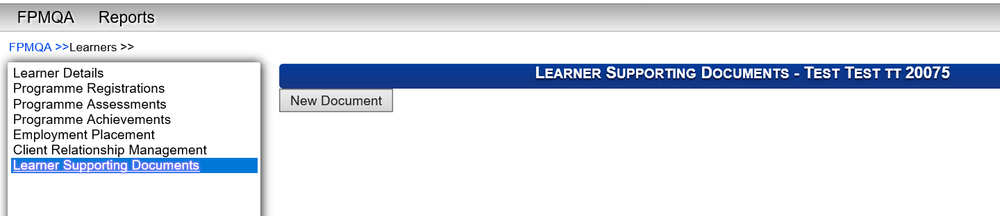 FPMQA Reports
FPMQA >>Learners >>
Learner Details
Programme Registrations
Programme Assessments
Programme Achievements
Employment Placement
Client Relationship Management
Learner Supporting Documents
LEARNER SUPPORTING DOCUMENTS - TEST TEST TT 20075
New Document